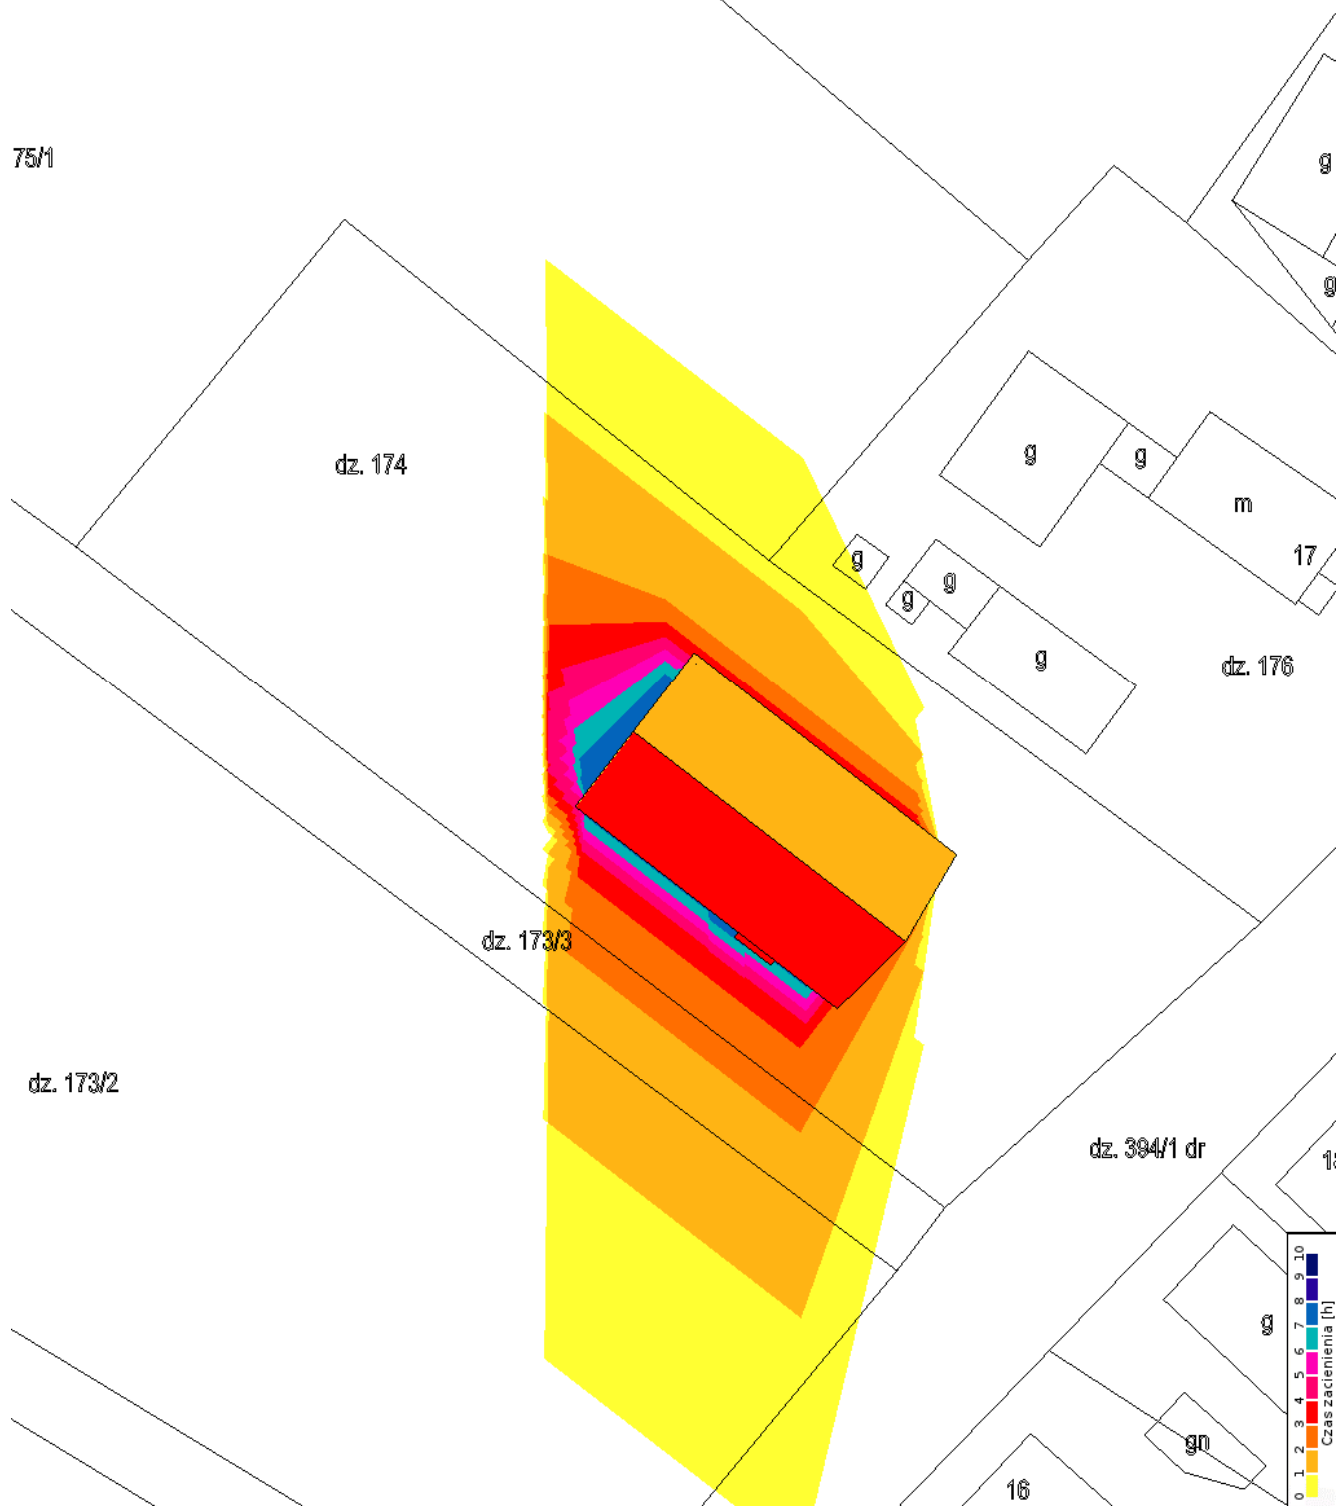 75/1
g
g
dz. 174
g
g
m
17
g
g
g
g
dz. 176
dz. 173/3
dz. 173/2
dz. 394/1 dr
g
gn
16
0 1 2 3 4 5 6 7 8 9 10
Czas zacienienia [h]